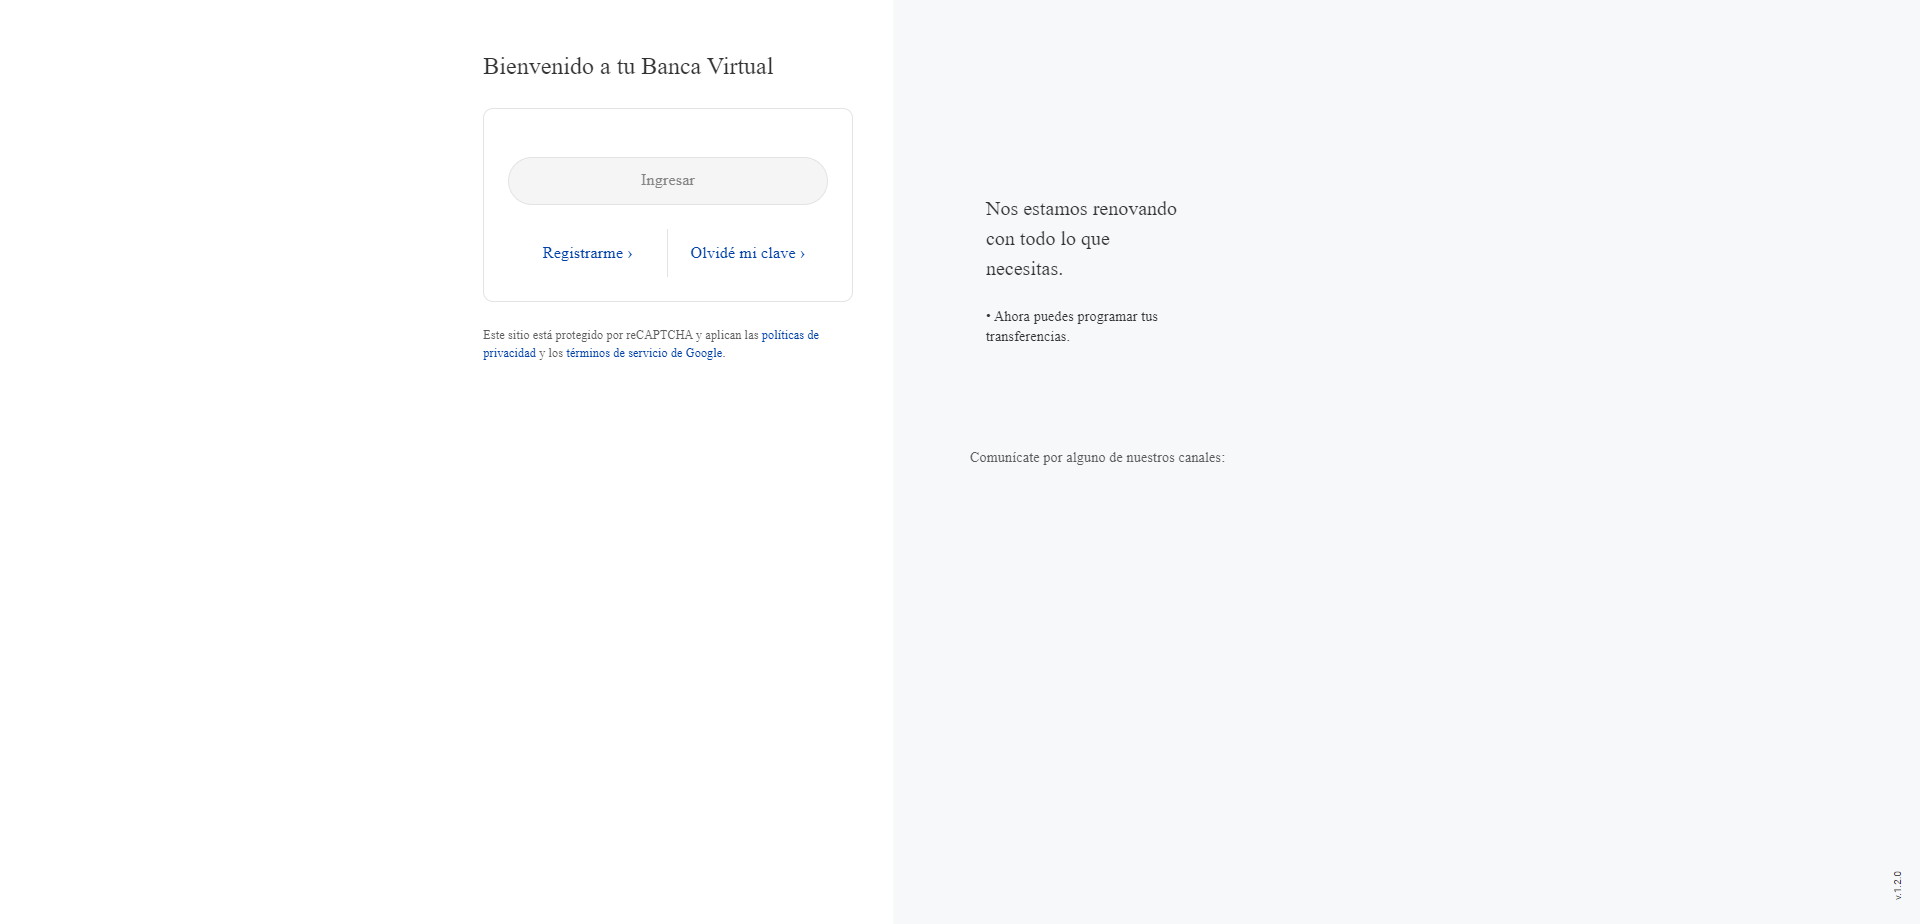 Bienvenido a tu Banca Virtual
Ingresar
Registrarme ›
Olvidé mi clave ›
Este sitio está protegido por reCAPTCHA y aplican las políticas de
privacidad y los términos de servicio de Google.
Nos estamos renovando
con todo lo que
necesitas.
• Ahora puedes programar tus
transferencias.
Comunícate por alguno de nuestros canales:
v.1.2.0